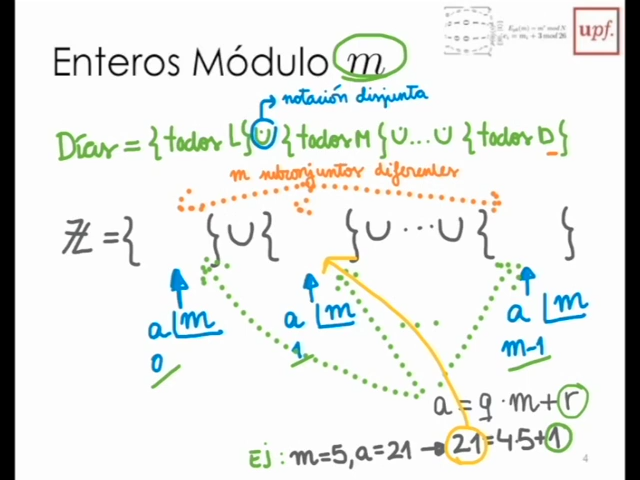 Enteros Módulo m
upf.
notación disjunta
Días = {todos L} ∪ {todos M { ∪ ... ∪ {todos D}
m subconjuntos diferentes
ℤ = { } ∪ { } ∪ ... ∪ { }
a m a m a m
0 1 m-1
a = q · m + r
Ej: m=5, a=21 → 21=4·5+1
4